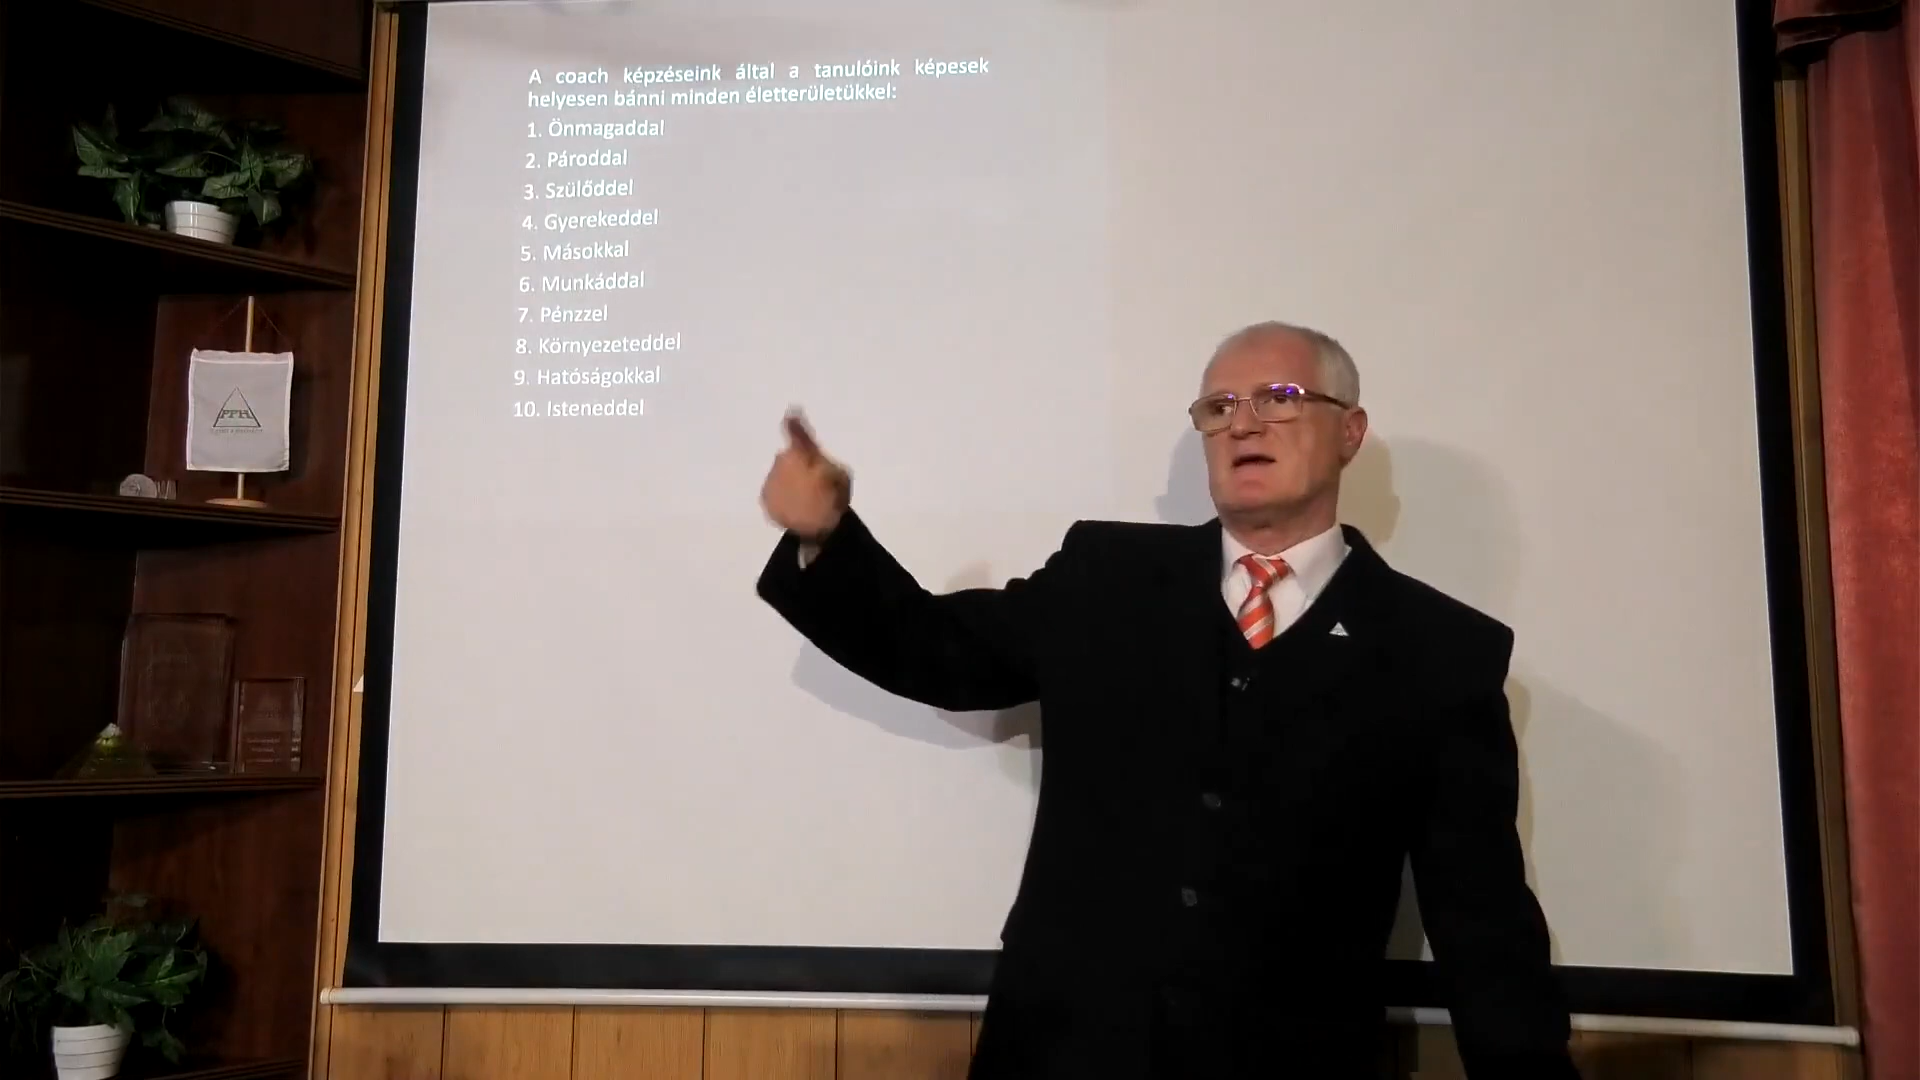 A coach képzéseink által a tanulóink képesek
helyesen bánni minden életterületükkel:
1. Önmagaddal
2. Pároddal
3. Szülőddel
4. Gyerekeddel
5. Másokkal
6. Munkáddal
7. Pénzzel
8. Környezeteddel
9. Hatóságokkal
10. Isteneddel
PPH